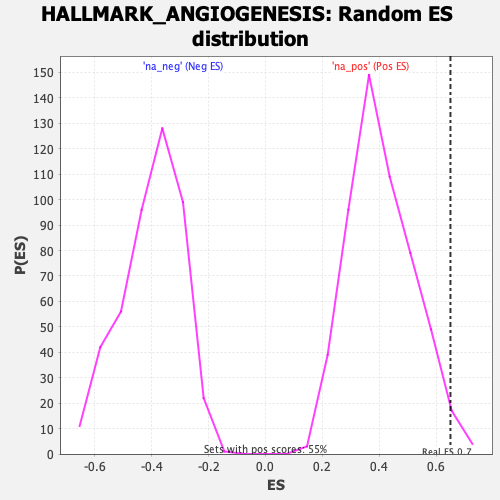 HALLMARK_ANGIOGENESIS: Random ES
distribution
'na_neg' (Neg ES)
'na_pos' (Pos ES)
150
140
130
120
110
100
90
80
70
60
50
40
30
20
10
0
P(ES)
Sets with pos scores: 55%
Real ES 0.7
-0.6
-0.4
-0.2
0.0
0.2
0.4
0.6
ES